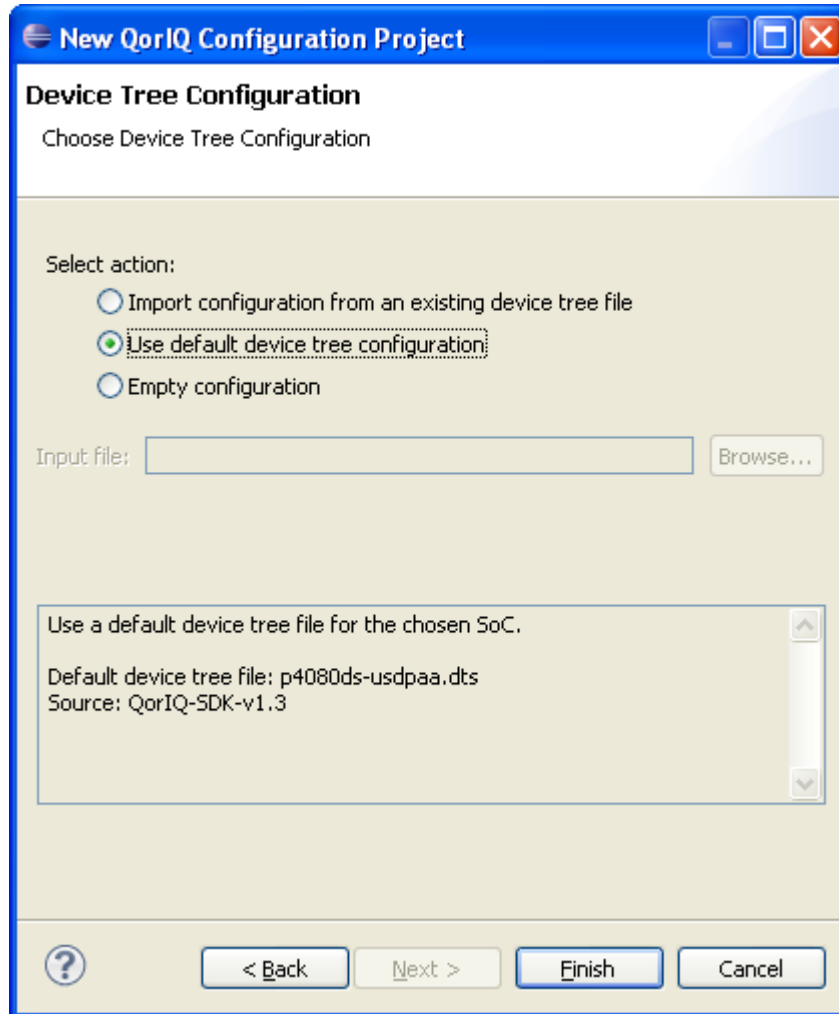 New QorIQ Configuration Project
Device Tree Configuration
Choose Device Tree Configuration
Select action:
Import configuration from an existing device tree file
Use default device tree configuration
Empty configuration
Input file:
Browse...
Use a default device tree file for the chosen SoC.
Default device tree file: p4080ds-usdpaa.dts
Source: QorIQ-SDK-v1.3
?
< Back
Next >
Finish
Cancel